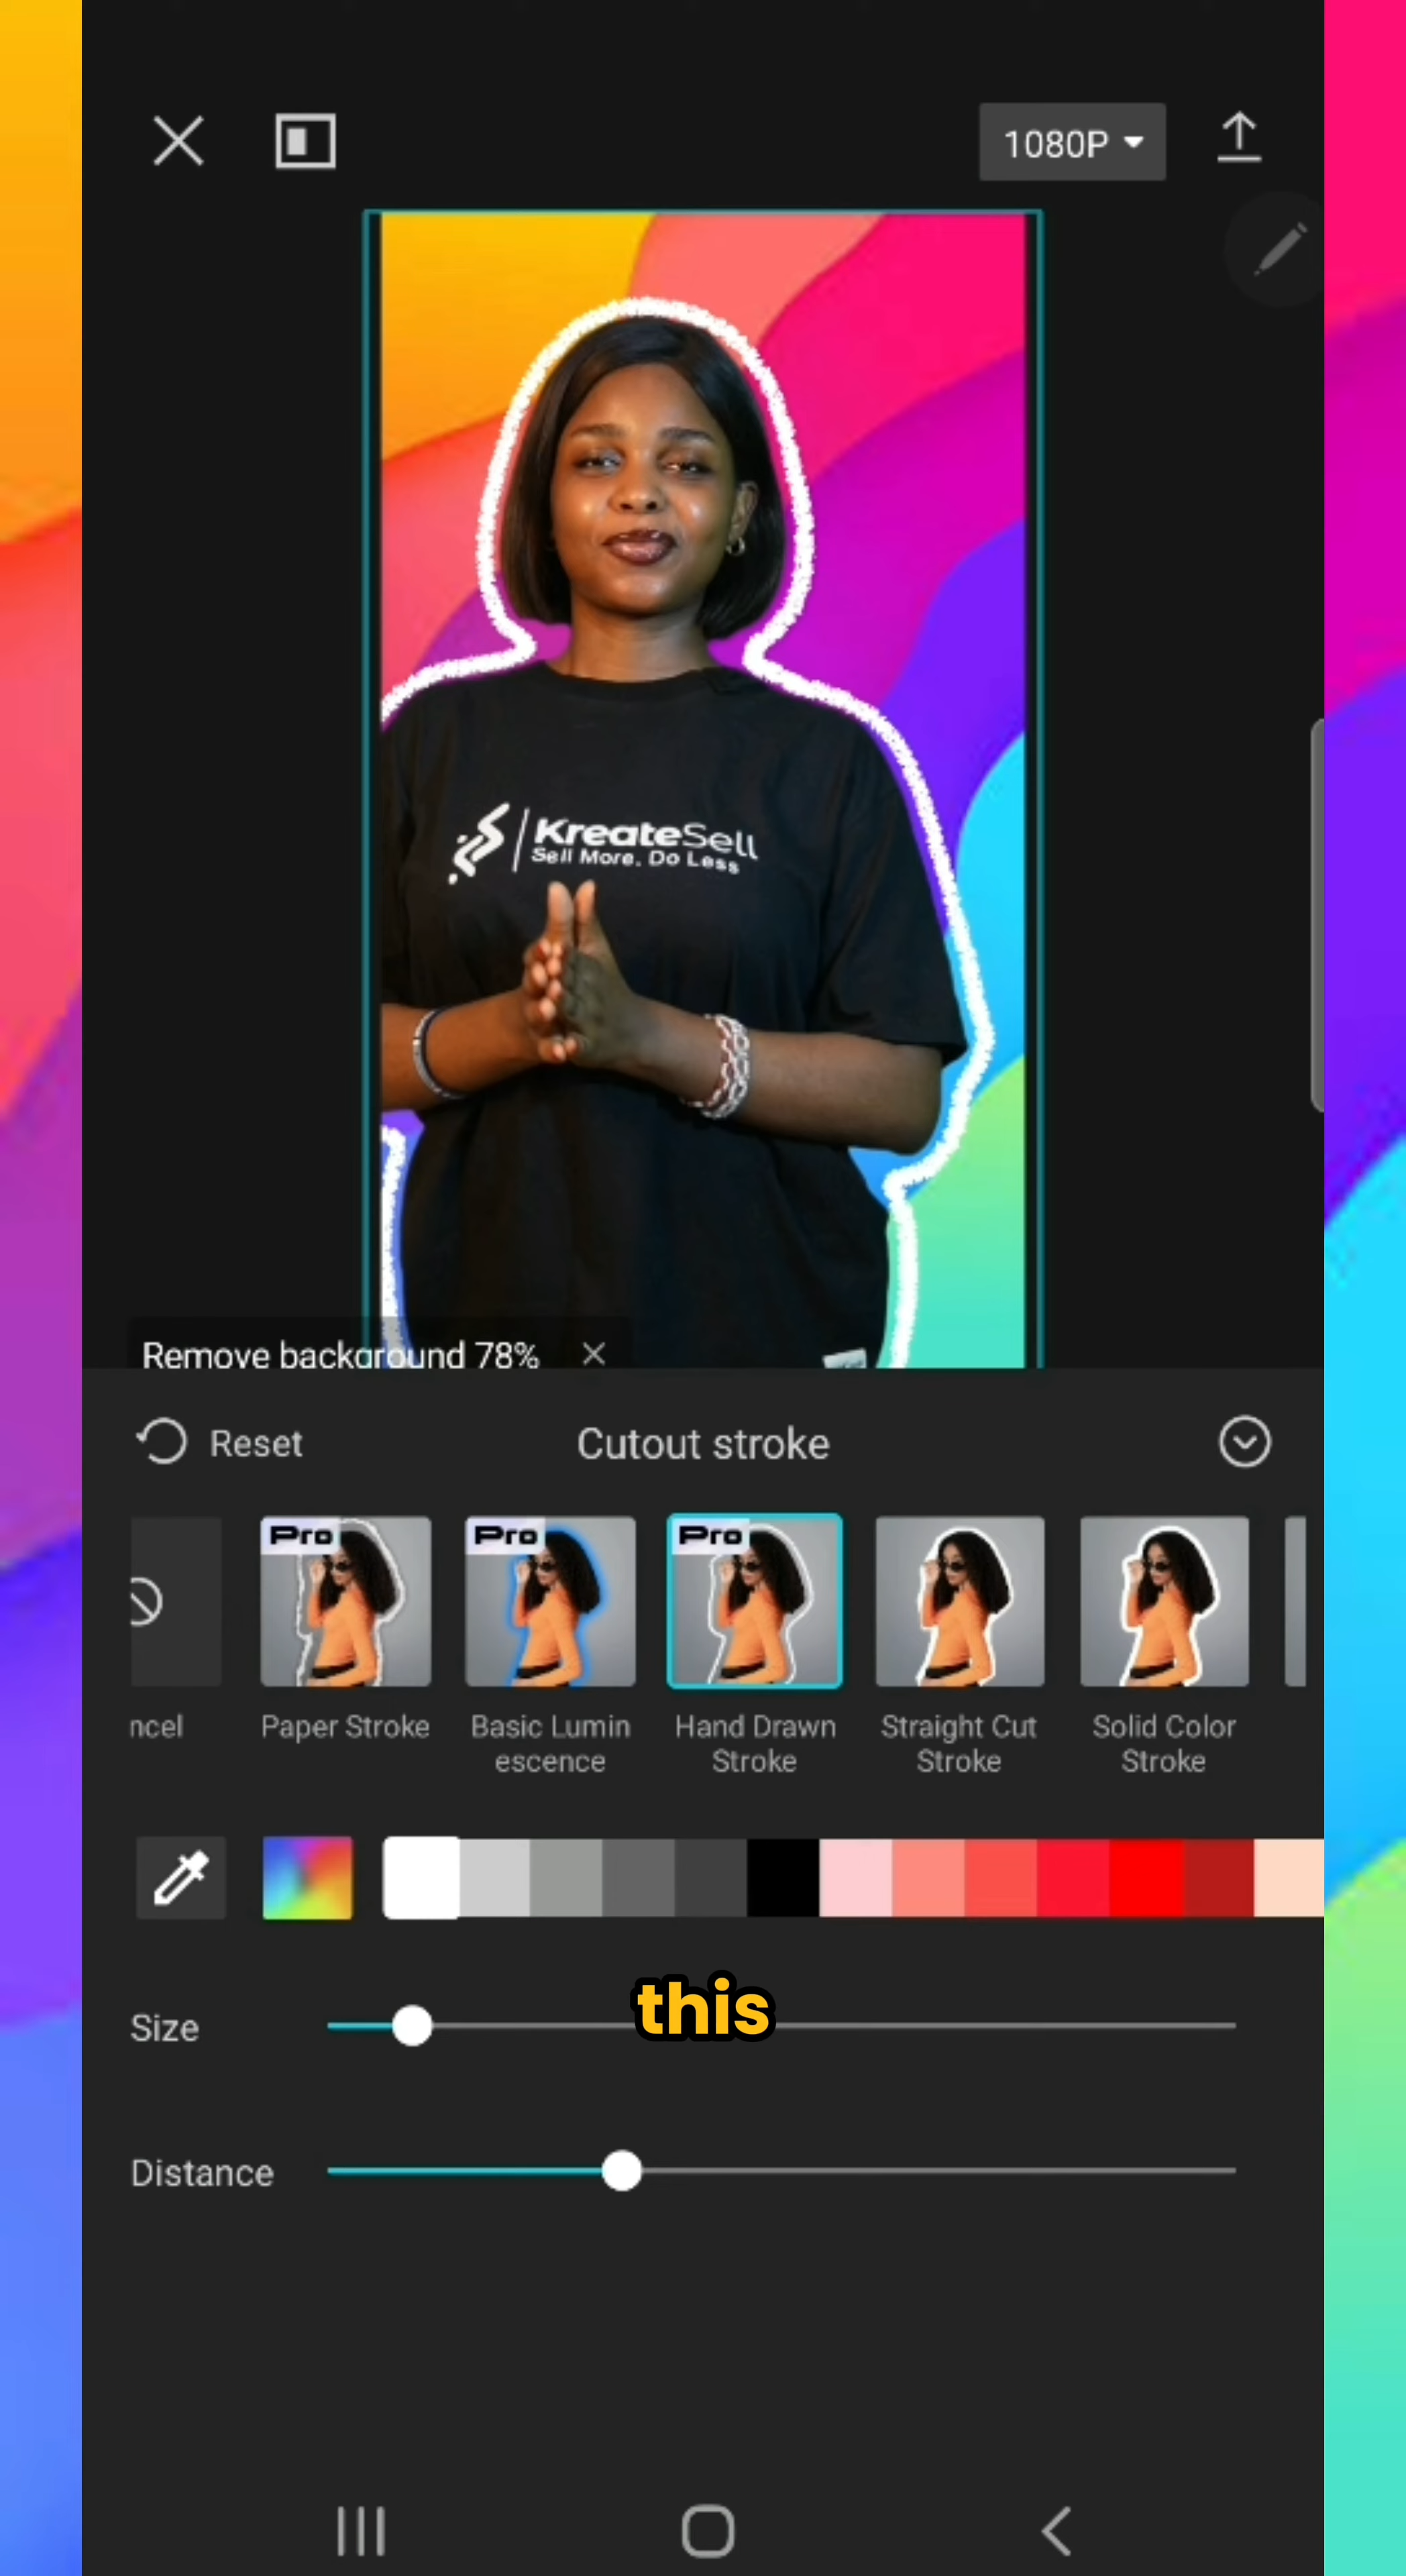 1080P
KreateSell
Sell More. Do Less
Remove background 78%
Reset
Cutout stroke
Pro
Pro
Pro
ncel
Paper Stroke
Basic Lumin
escence
Hand Drawn
Stroke
Straight Cut
Stroke
Solid Color
Stroke
this
Size
Distance